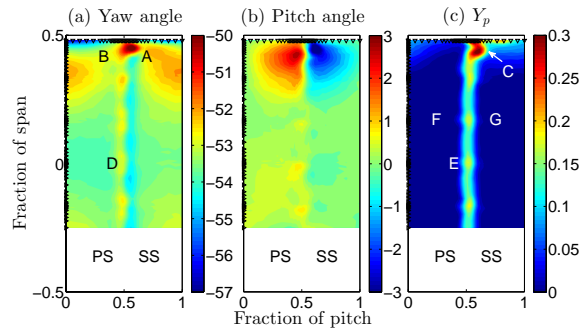 (a) Yaw angle
(b) Pitch angle
(c) Yp
0.5
0
-0.5
Fraction of span
B
A
D
PS
SS
0
0.5
1
-50
-51
-52
-53
-54
-55
-56
-57
PS
SS
0
0.5
1
3
2
1
0
-1
-2
-3
C
F
G
E
PS
SS
0
0.5
1
0.3
0.25
0.2
0.15
0.1
0.05
0
Fraction of pitch